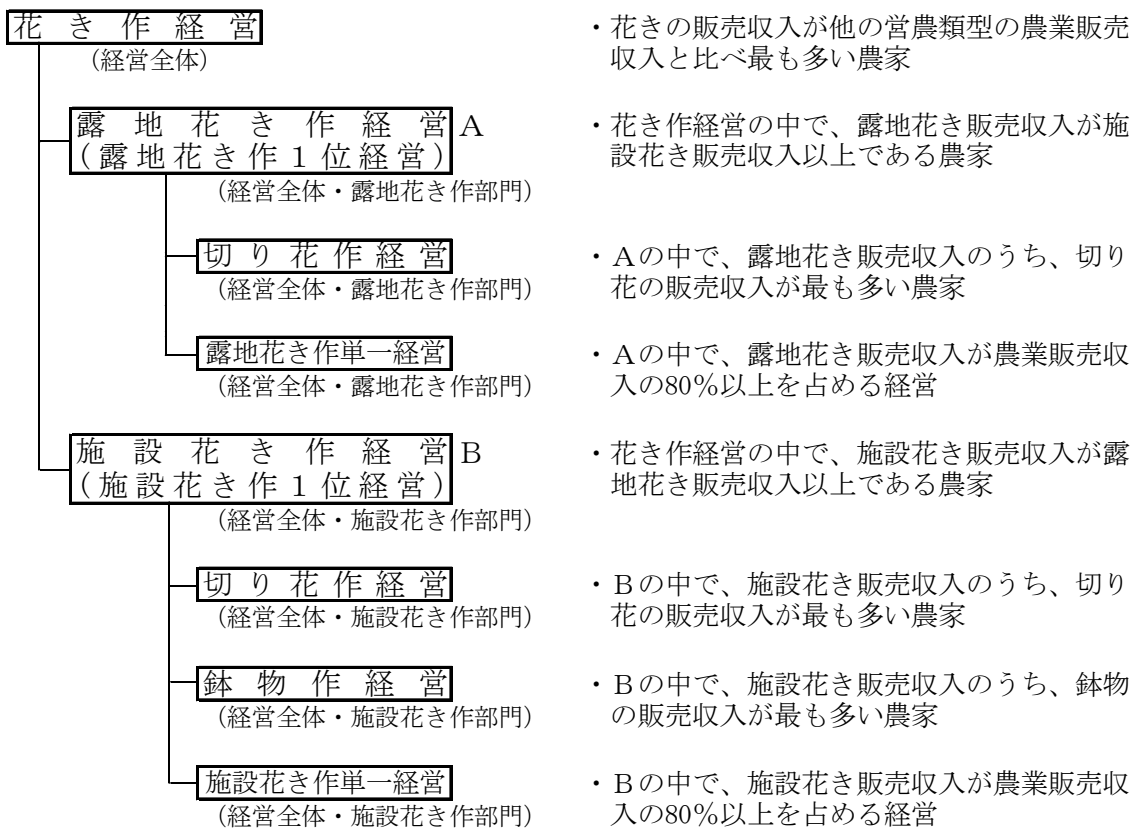 花き作経営
・花きの販売収入が他の営農類型の農業販売
(経営全体)
収入と比べ最も多い農家
露地花き作経営A
・花き作経営の中で、露地花き販売収入が施
(露地花き作1位経営)
設花き販売収入以上である農家
(経営全体・露地花き作部門)
切り花作経営
・Aの中で、露地花き販売収入のうち、切り
(経営全体・露地花き作部門)
花の販売収入が最も多い農家
露地花き作単一経営
・Aの中で、露地花き販売収入が農業販売収
(経営全体・露地花き作部門)
入の80%以上を占める経営
施設花き作経営B
・花き作経営の中で、施設花き販売収入が露
(施設花き作1位経営)
地花き販売収入以上である農家
(経営全体・施設花き作部門)
切り花作経営
・Bの中で、施設花き販売収入のうち、切り
(経営全体・施設花き作部門)
花の販売収入が最も多い農家
鉢物作経営
・Bの中で、施設花き販売収入のうち、鉢物
(経営全体・施設花き作部門)
の販売収入が最も多い農家
施設花き作単一経営
・Bの中で、施設花き販売収入が農業販売収
(経営全体・施設花き作部門)
入の80%以上を占める経営